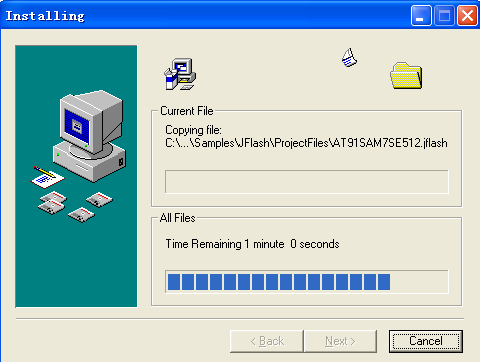 Installing
Current File
Copying file:
C:\...\Samples\JFlash\ProjectFiles\AT91SAM7SE512.jflash
All Files
Time Remaining 1 minute  0 seconds
< Back
Next >
Cancel